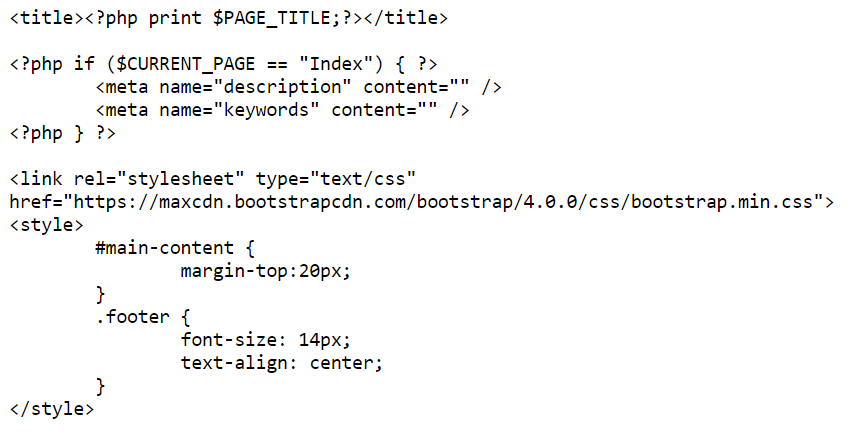 <title><?php print $PAGE_TITLE;?></title>

<?php if ($CURRENT_PAGE == "Index") { ?>
        <meta name="description" content="" />
        <meta name="keywords" content="" />
<?php } ?>

<link rel="stylesheet" type="text/css"
href="https://maxcdn.bootstrapcdn.com/bootstrap/4.0.0/css/bootstrap.min.css">
<style>
        #main-content {
                margin-top:20px;
        }
        .footer {
                font-size: 14px;
                text-align: center;
        }
</style>